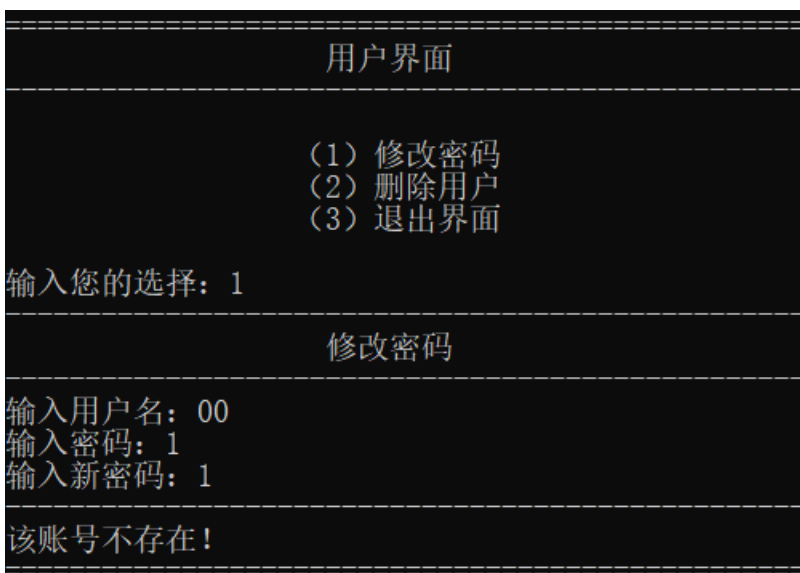 用户界面
（1）修改密码
（2）删除用户
（3）退出界面
输入您的选择：1
修改密码
输入用户名：00
输入密码：1
输入新密码：1
该账号不存在！